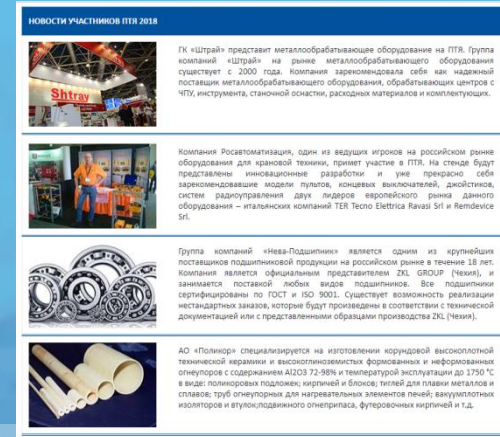 НОВОСТИ УЧАСТНИКОВ ПТЯ 2018
ГК «Штрай» представит металлообрабатывающее оборудование на ПТЯ. Группа
компаний «Штрай» на рынке металлообрабатывающего оборудования
существует с 2000 года. Компания зарекомендовала себя как надежный
поставщик металлообрабатывающего оборудования, обрабатывающих центров с
ЧПУ, инструмента, станочной оснастки, расходных материалов и комплектующих.
Shtray
Компания Росавтоматизация, один из ведущих игроков на российском рынке
оборудования для крановой техники, примет участие в ПТЯ. На стенде будут
представлены инновационные разработки и уже прекрасно себя
зарекомендовавшие модели пультов, концевых выключателей, джойстиков,
систем радиоуправления двух лидеров европейского рынка данного
оборудования – итальянских компаний TER Tecno Elettrica Ravasi Srl и Remdevice
Srl.
Группа компаний «Нева-Подшипник» является одним из крупнейших
поставщиков подшипниковой продукции на российском рынке в течение 18 лет.
Компания является официальным представителем ZKL GROUP (Чехия), и
занимается поставкой любых видов подшипников. Все подшипники
сертифицированы по ГОСТ и ISO 9001. Существует возможность реализации
нестандартных заказов, которые будут произведены в соответствии с технической
документацией или с представленными образцами производства ZKL (Чехия).
АО «Поликор» специализируется на изготовлении корундовой высокоплотной
технической керамики и высокоглиноземистых формованных и неформованных
огнеупоров с содержанием Al2O3 72-98% и температурой эксплуатации до 1750 °С
в виде: поликоровых подложек; кирпичей и блоков; тиглей для плавки металлов и
сплавов; труб огнеупорных для нагревательных элементов печей; вакуумплотных
изоляторов и втулок;подвижного огнеприпаса, футеровочных кирпичей и т.д.